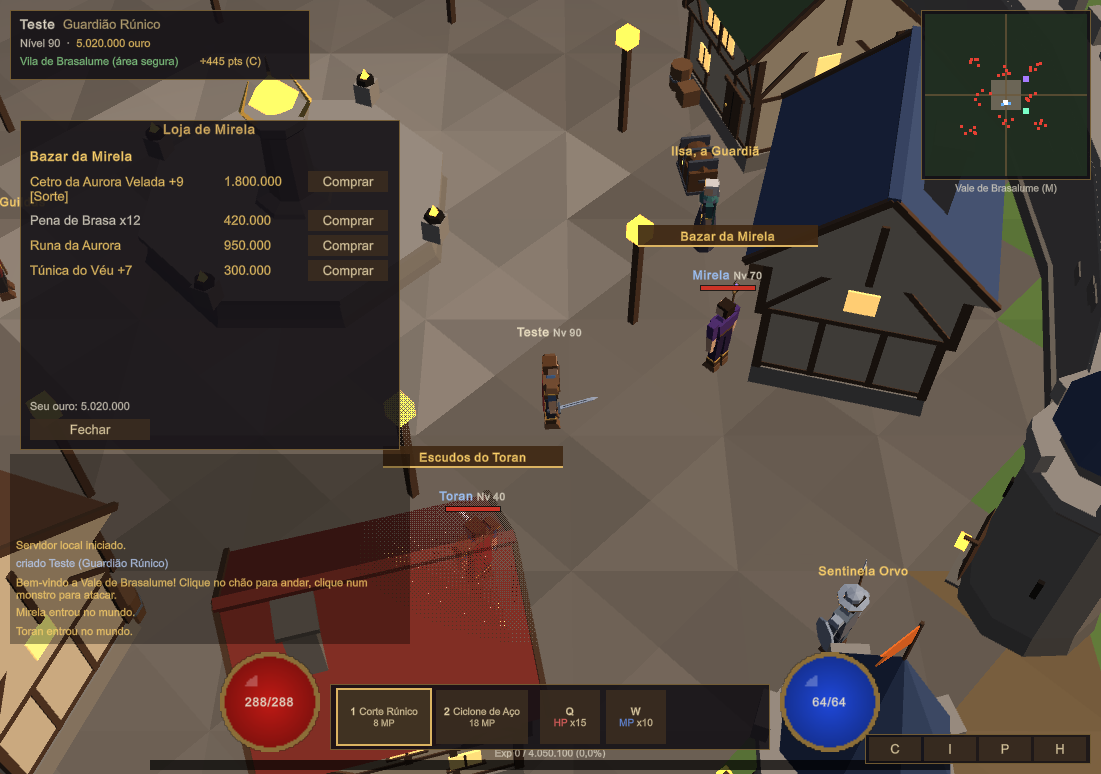 Teste Guardião Rúnico
Nível 90 · 5.020.000 ouro
Vila de Brasalume (área segura) +445 pts (C)
Loja de Mirela
Bazar da Mirela
Cetro da Aurora Velada +9 1.800.000 Comprar
[Sorte]
Pena de Brasa x12 420.000 Comprar
Runa da Aurora 950.000 Comprar
Túnica do Véu +7 300.000 Comprar
Seu ouro: 5.020.000
Fechar
Gui
Ilsa, a Guardiã
Vale de Brasalume (M)
Bazar da Mirela
Mirela Nv 70
Teste Nv 90
Escudos do Toran
Toran Nv 40
Sentinela Orvo
Servidor local iniciado.
criado Teste (Guardião Rúnico)
Bem-vindo a Vale de Brasalume! Clique no chão para andar, clique num
monstro para atacar.
Mirela entrou no mundo.
Toran entrou no mundo.
288/288
1 Corte Rúnico
8 MP
2 Ciclone de Aço
18 MP
Q
HP x15
W
MP x10
64/64
Exp 0 / 4.050.100 (0,0%)
C I P H